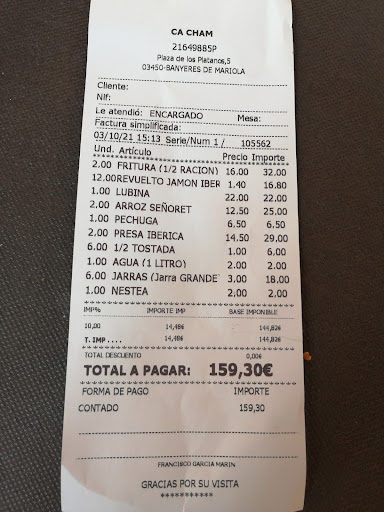 CA CHAM
21649885P
Plaza de los Platanos,5
03450-BANYERES DE MARIOLA
Cliente:
Nif:
Le atendió: ENCARGADO Mesa:
Factura simplificada:
03/10/21 15:13 Serie/Num 1 / 105562
Und. Artículo Precio Importe
2.00 FRITURA (1/2 RACION) 16.00 32.00
12.00 REVUELTO JAMON IBER 1.40 16.80
1.00 LUBINA 22.00 22.00
2.00 ARROZ SEÑORET 12.50 25.00
1.00 PECHUGA 6.50 6.50
2.00 PRESA IBERICA 14.50 29.00
6.00 1/2 TOSTADA 1.00 6.00
1.00 AGUA (1 LITRO) 2.00 2.00
6.00 JARRAS (Jarra GRANDE 3.00 18.00
1.00 NESTEA 2,00 2.00
IMP% IMPORTE IMP BASE IMPONIBLE
10,00 14,48€ 144,82€
T. IMP .... 14,48€ 144,82€
TOTAL DESCUENTO 0,00€
TOTAL A PAGAR: 159,30€
FORMA DE PAGO IMPORTE
CONTADO 159,30
FRANCISCO GARCIA MARIN
GRACIAS POR SU VISITA
***********